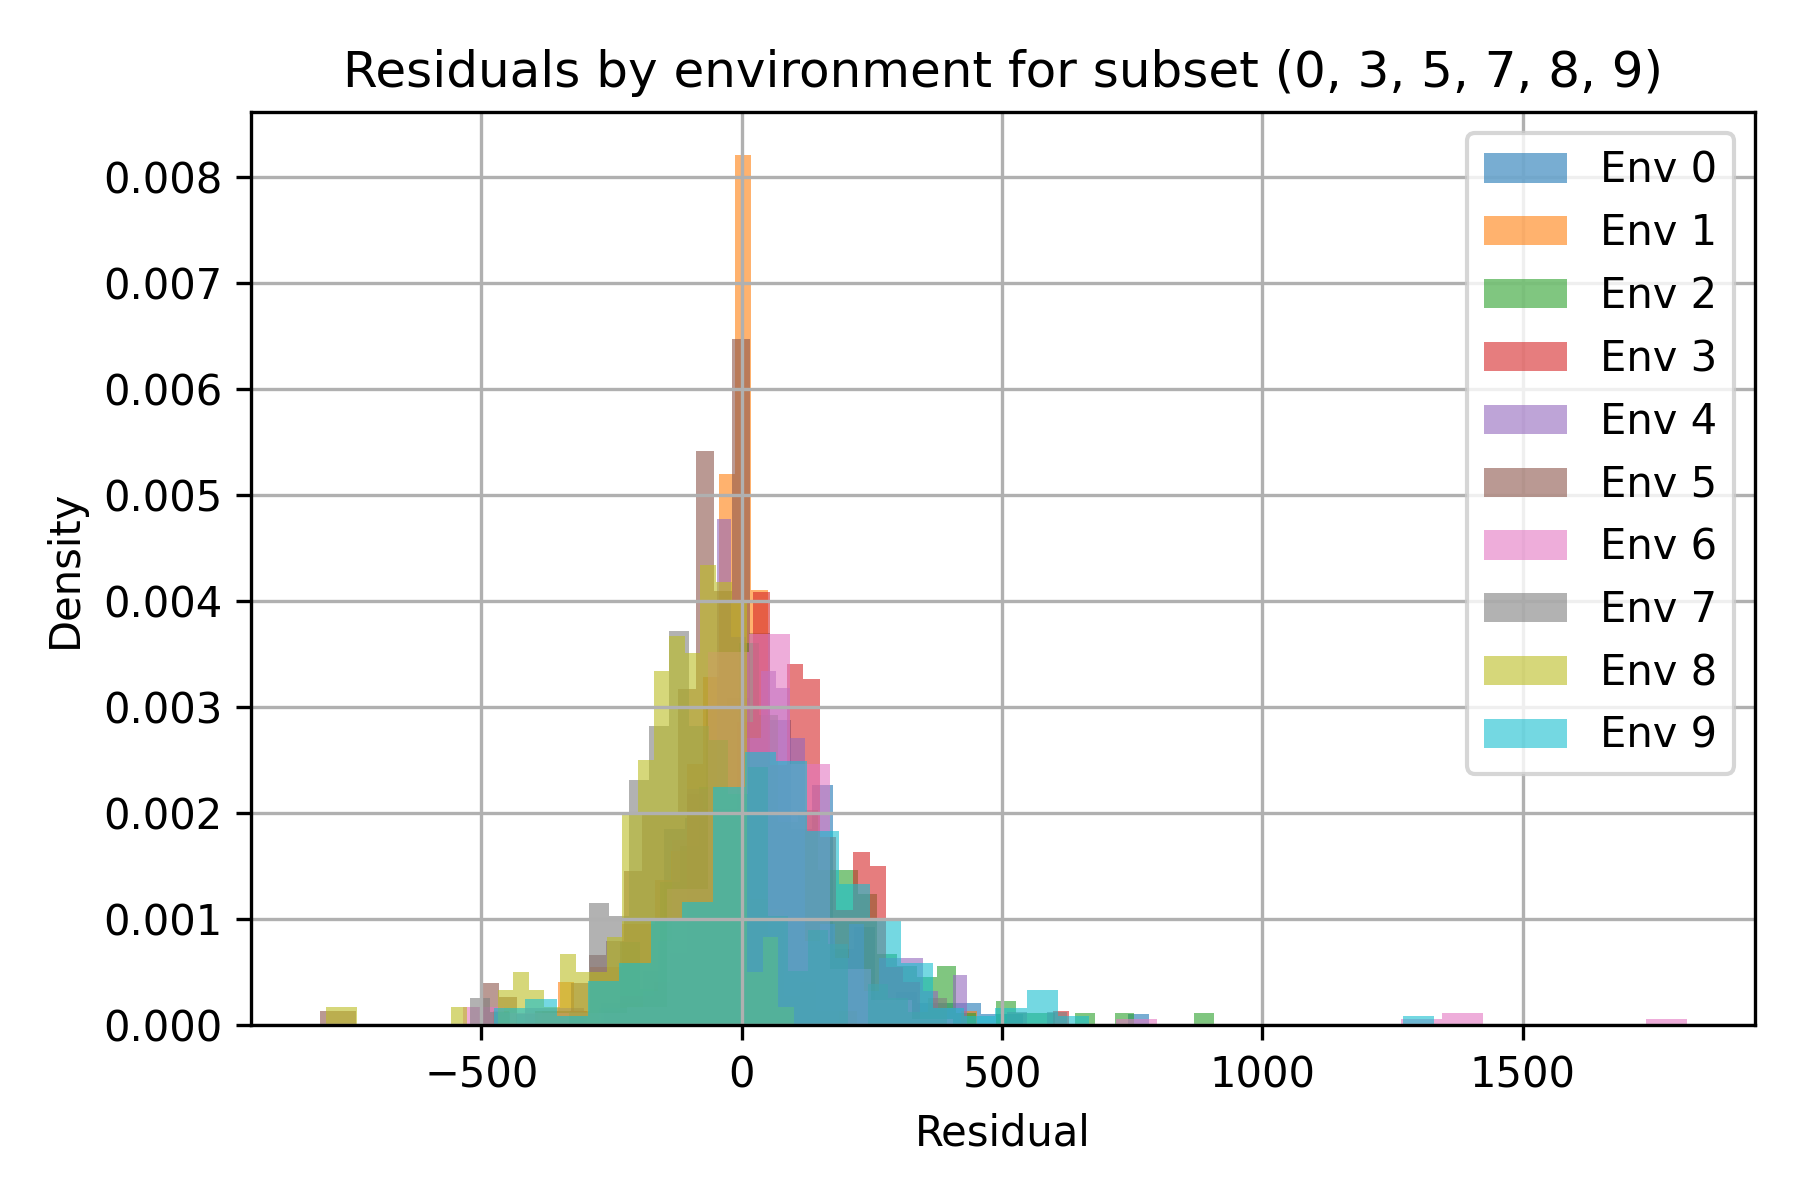 Residuals by environment for subset (0, 3, 5, 7, 8, 9)
Density
0.008
0.007
0.006
0.005
0.004
0.003
0.002
0.001
0.000
−500
0
500
1000
1500
Residual
Env 0
Env 1
Env 2
Env 3
Env 4
Env 5
Env 6
Env 7
Env 8
Env 9